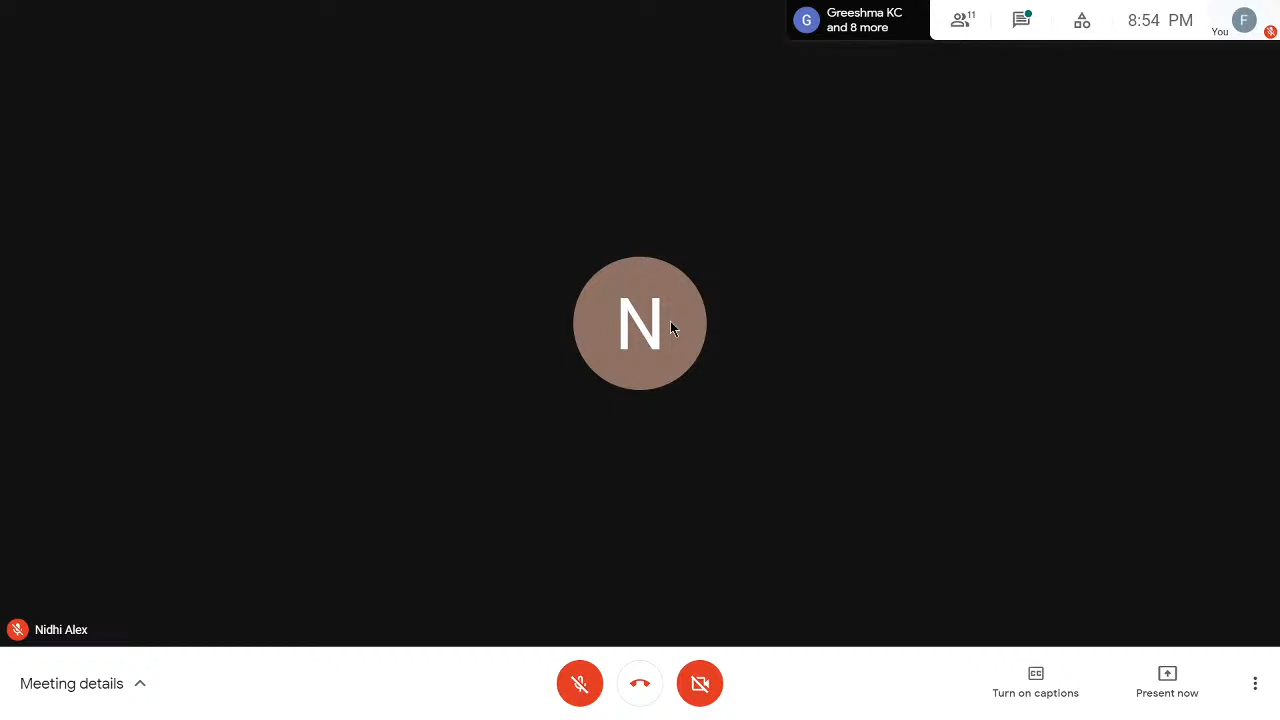 G
Greeshma KC
and 8 more
11
8:54 PM
You
F
N
Nidhi Alex
Meeting details
CC
Turn on captions
Present now